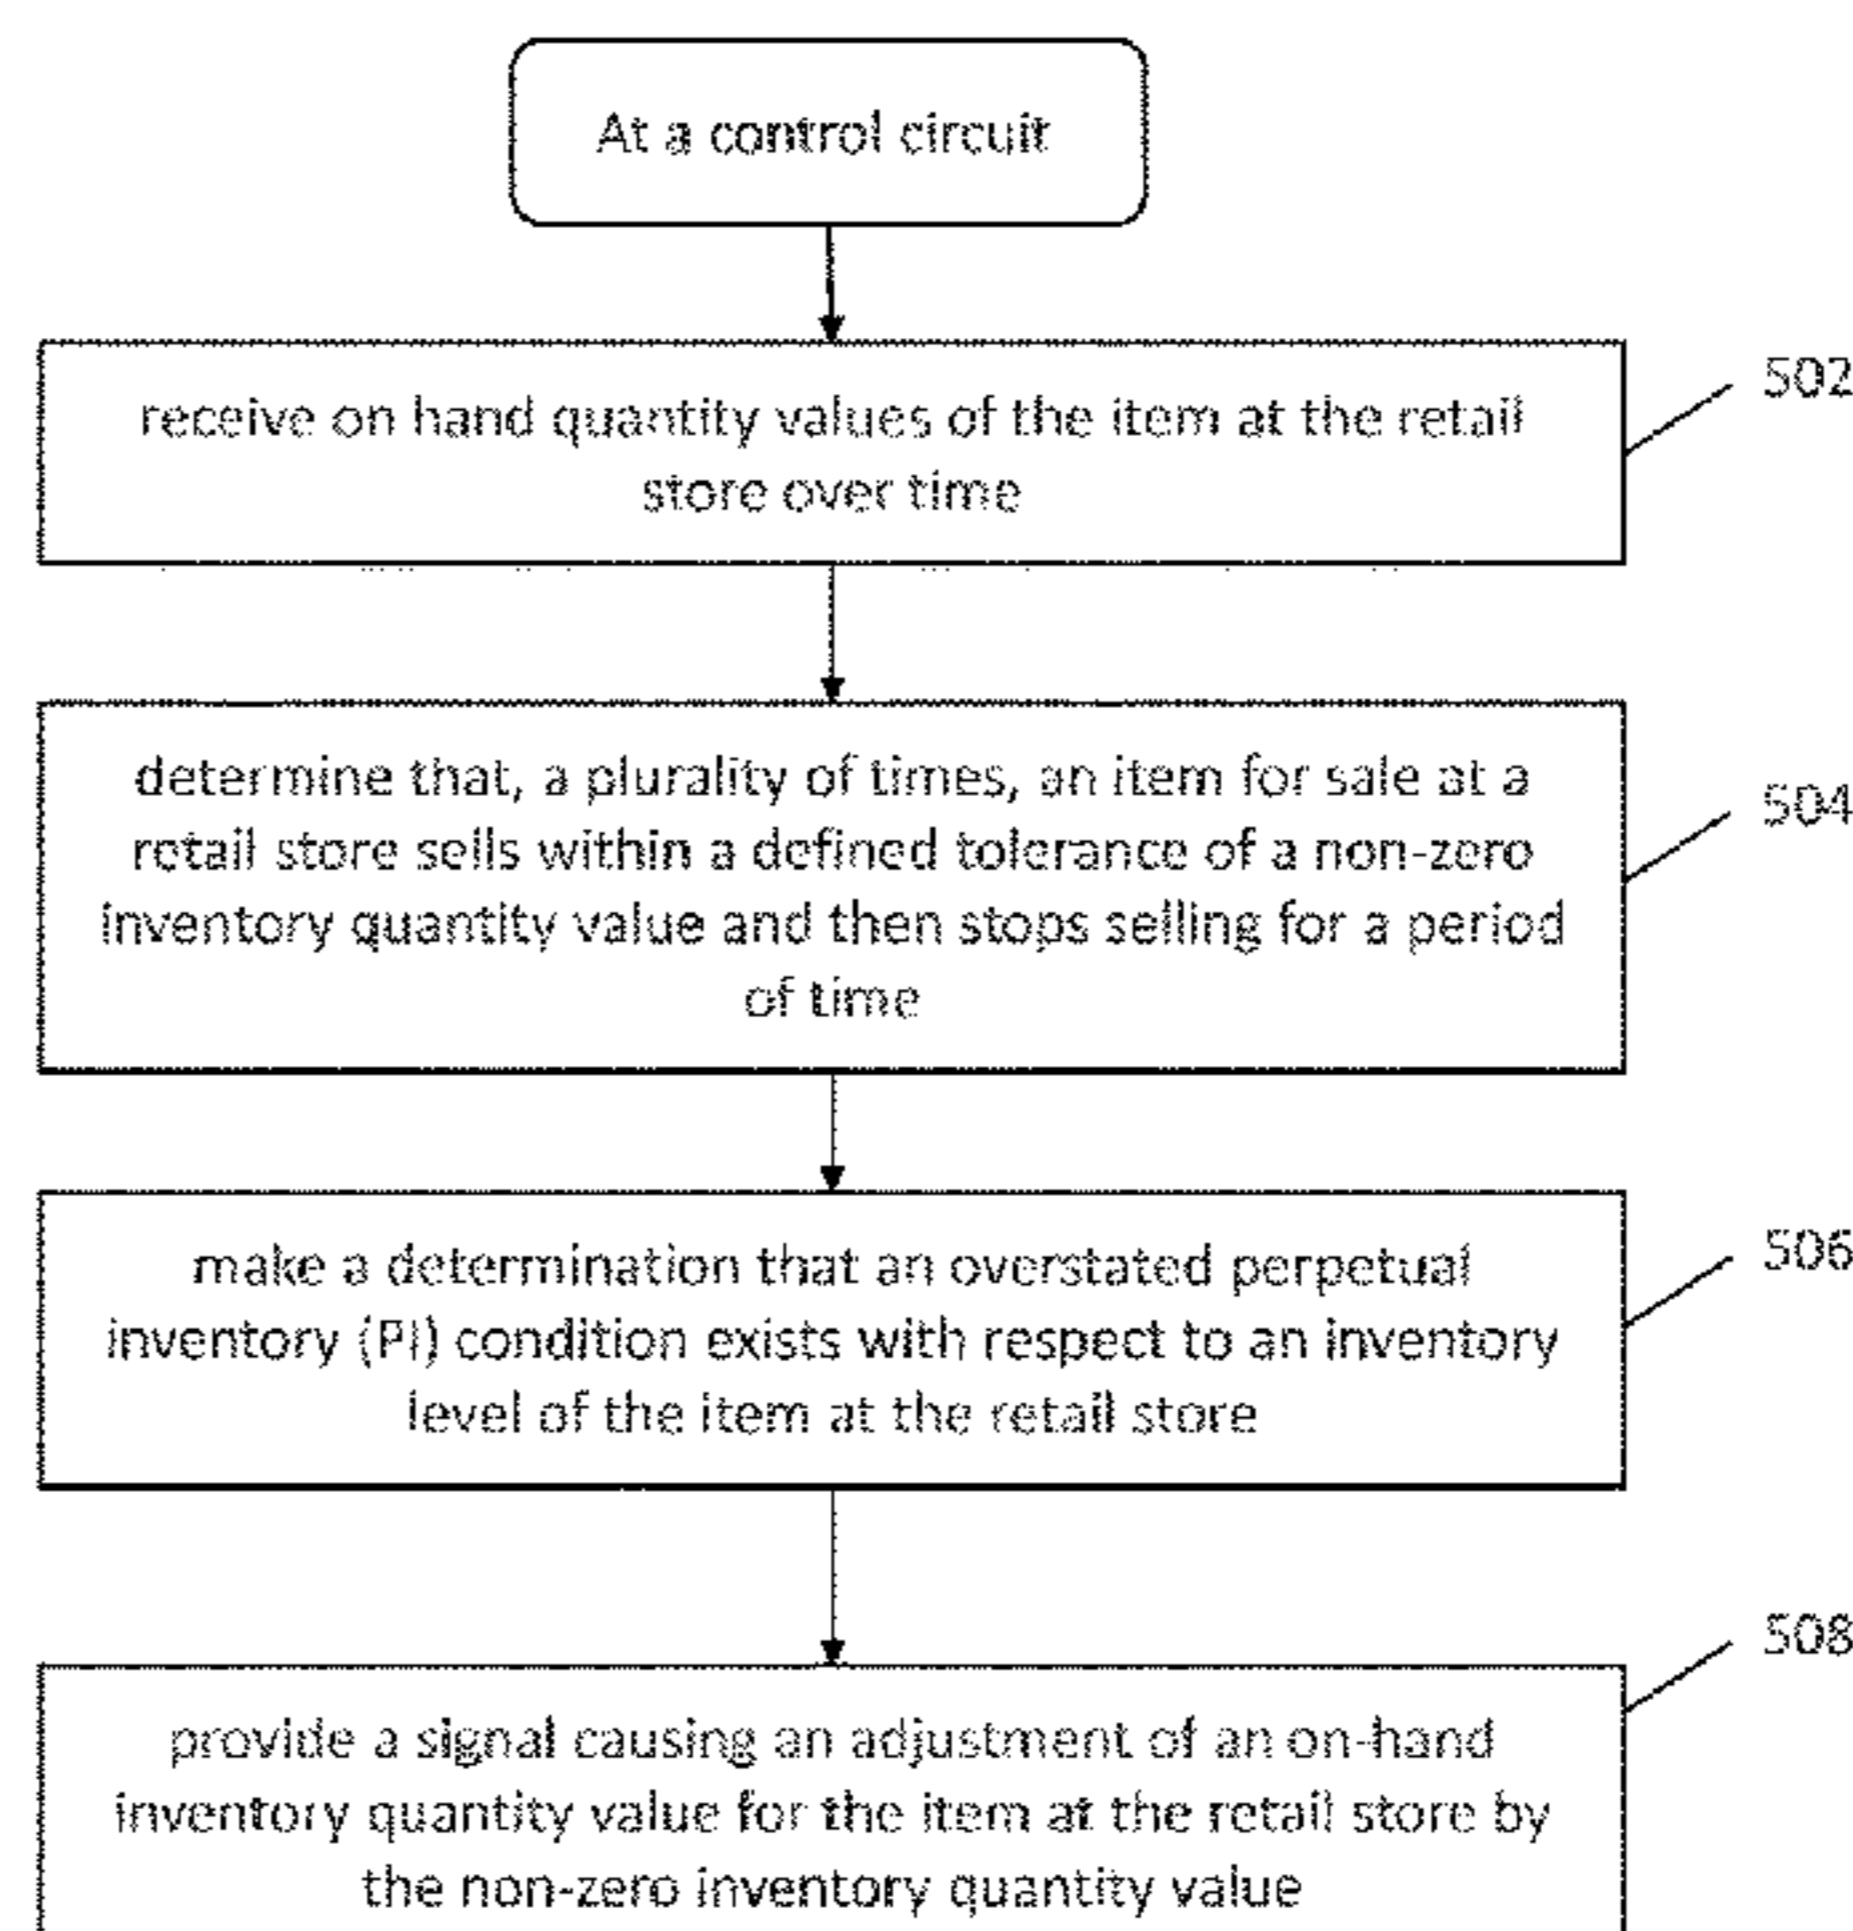 At a control circuit
receive on hand quantity values of the item at the retail
store over time
502
determine that, a plurality of times, an item for sale at a
retail store sells within a defined tolerance of a non-zero
inventory quantity value and then stops selling for a period
of time
504
make a determination that an overstated perpetual
inventory (PI) condition exists with respect to an inventory
level of the item at the retail store
506
provide a signal causing an adjustment of an on-hand
inventory quantity value for the item at the retail store by
the non-zero inventory quantity value
508